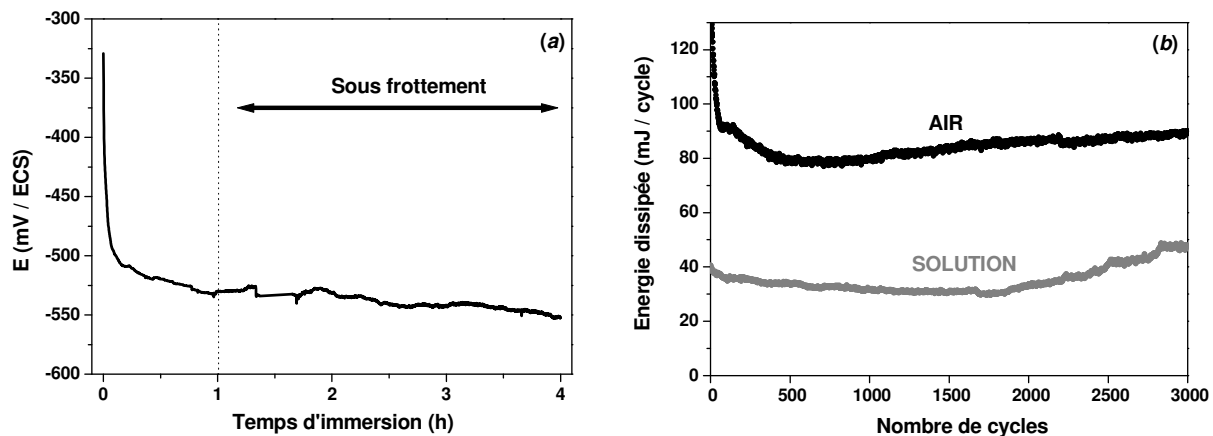 -300
-350
-400
-450
-500
-550
-600
E (mV / ECS)
(a)
Sous frottement
0
1
2
3
4
Temps d'immersion (h)
120
100
80
60
40
20
0
Energie dissipée (mJ / cycle)
(b)
AIR
SOLUTION
0
500
1000
1500
2000
2500
3000
Nombre de cycles